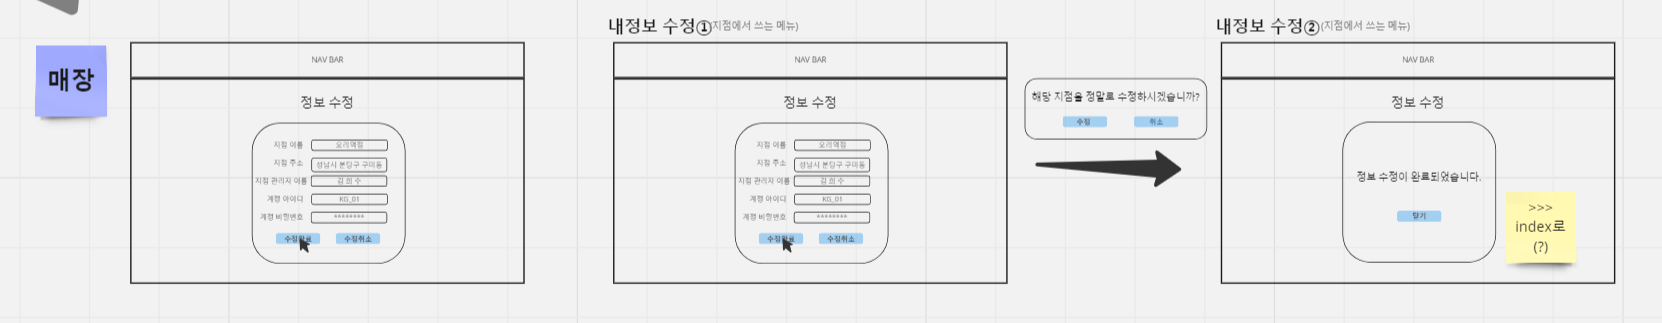 매장
NAV BAR
정보 수정
지점 이름 요리맥점
지점 주소 성남시 분당구 구미동
지점 관리자 이름 김 희 수
계정 아이디 KG_01
계정 비밀번호 ********
수정완료 수정취소
내정보 수정①(지점에서 쓰는 메뉴)
NAV BAR
정보 수정
지점 이름 요리맥점
지점 주소 성남시 분당구 구미동
지점 관리자 이름 김 희 수
계정 아이디 KG_01
계정 비밀번호 ********
수정완료 수정취소
해당 지점을 정말로 수정하시겠습니까?
수정 취소
내정보 수정②(지점에서 쓰는 메뉴)
NAV BAR
정보 수정
정보 수정이 완료되었습니다.
닫기
>>>
index로
(?)